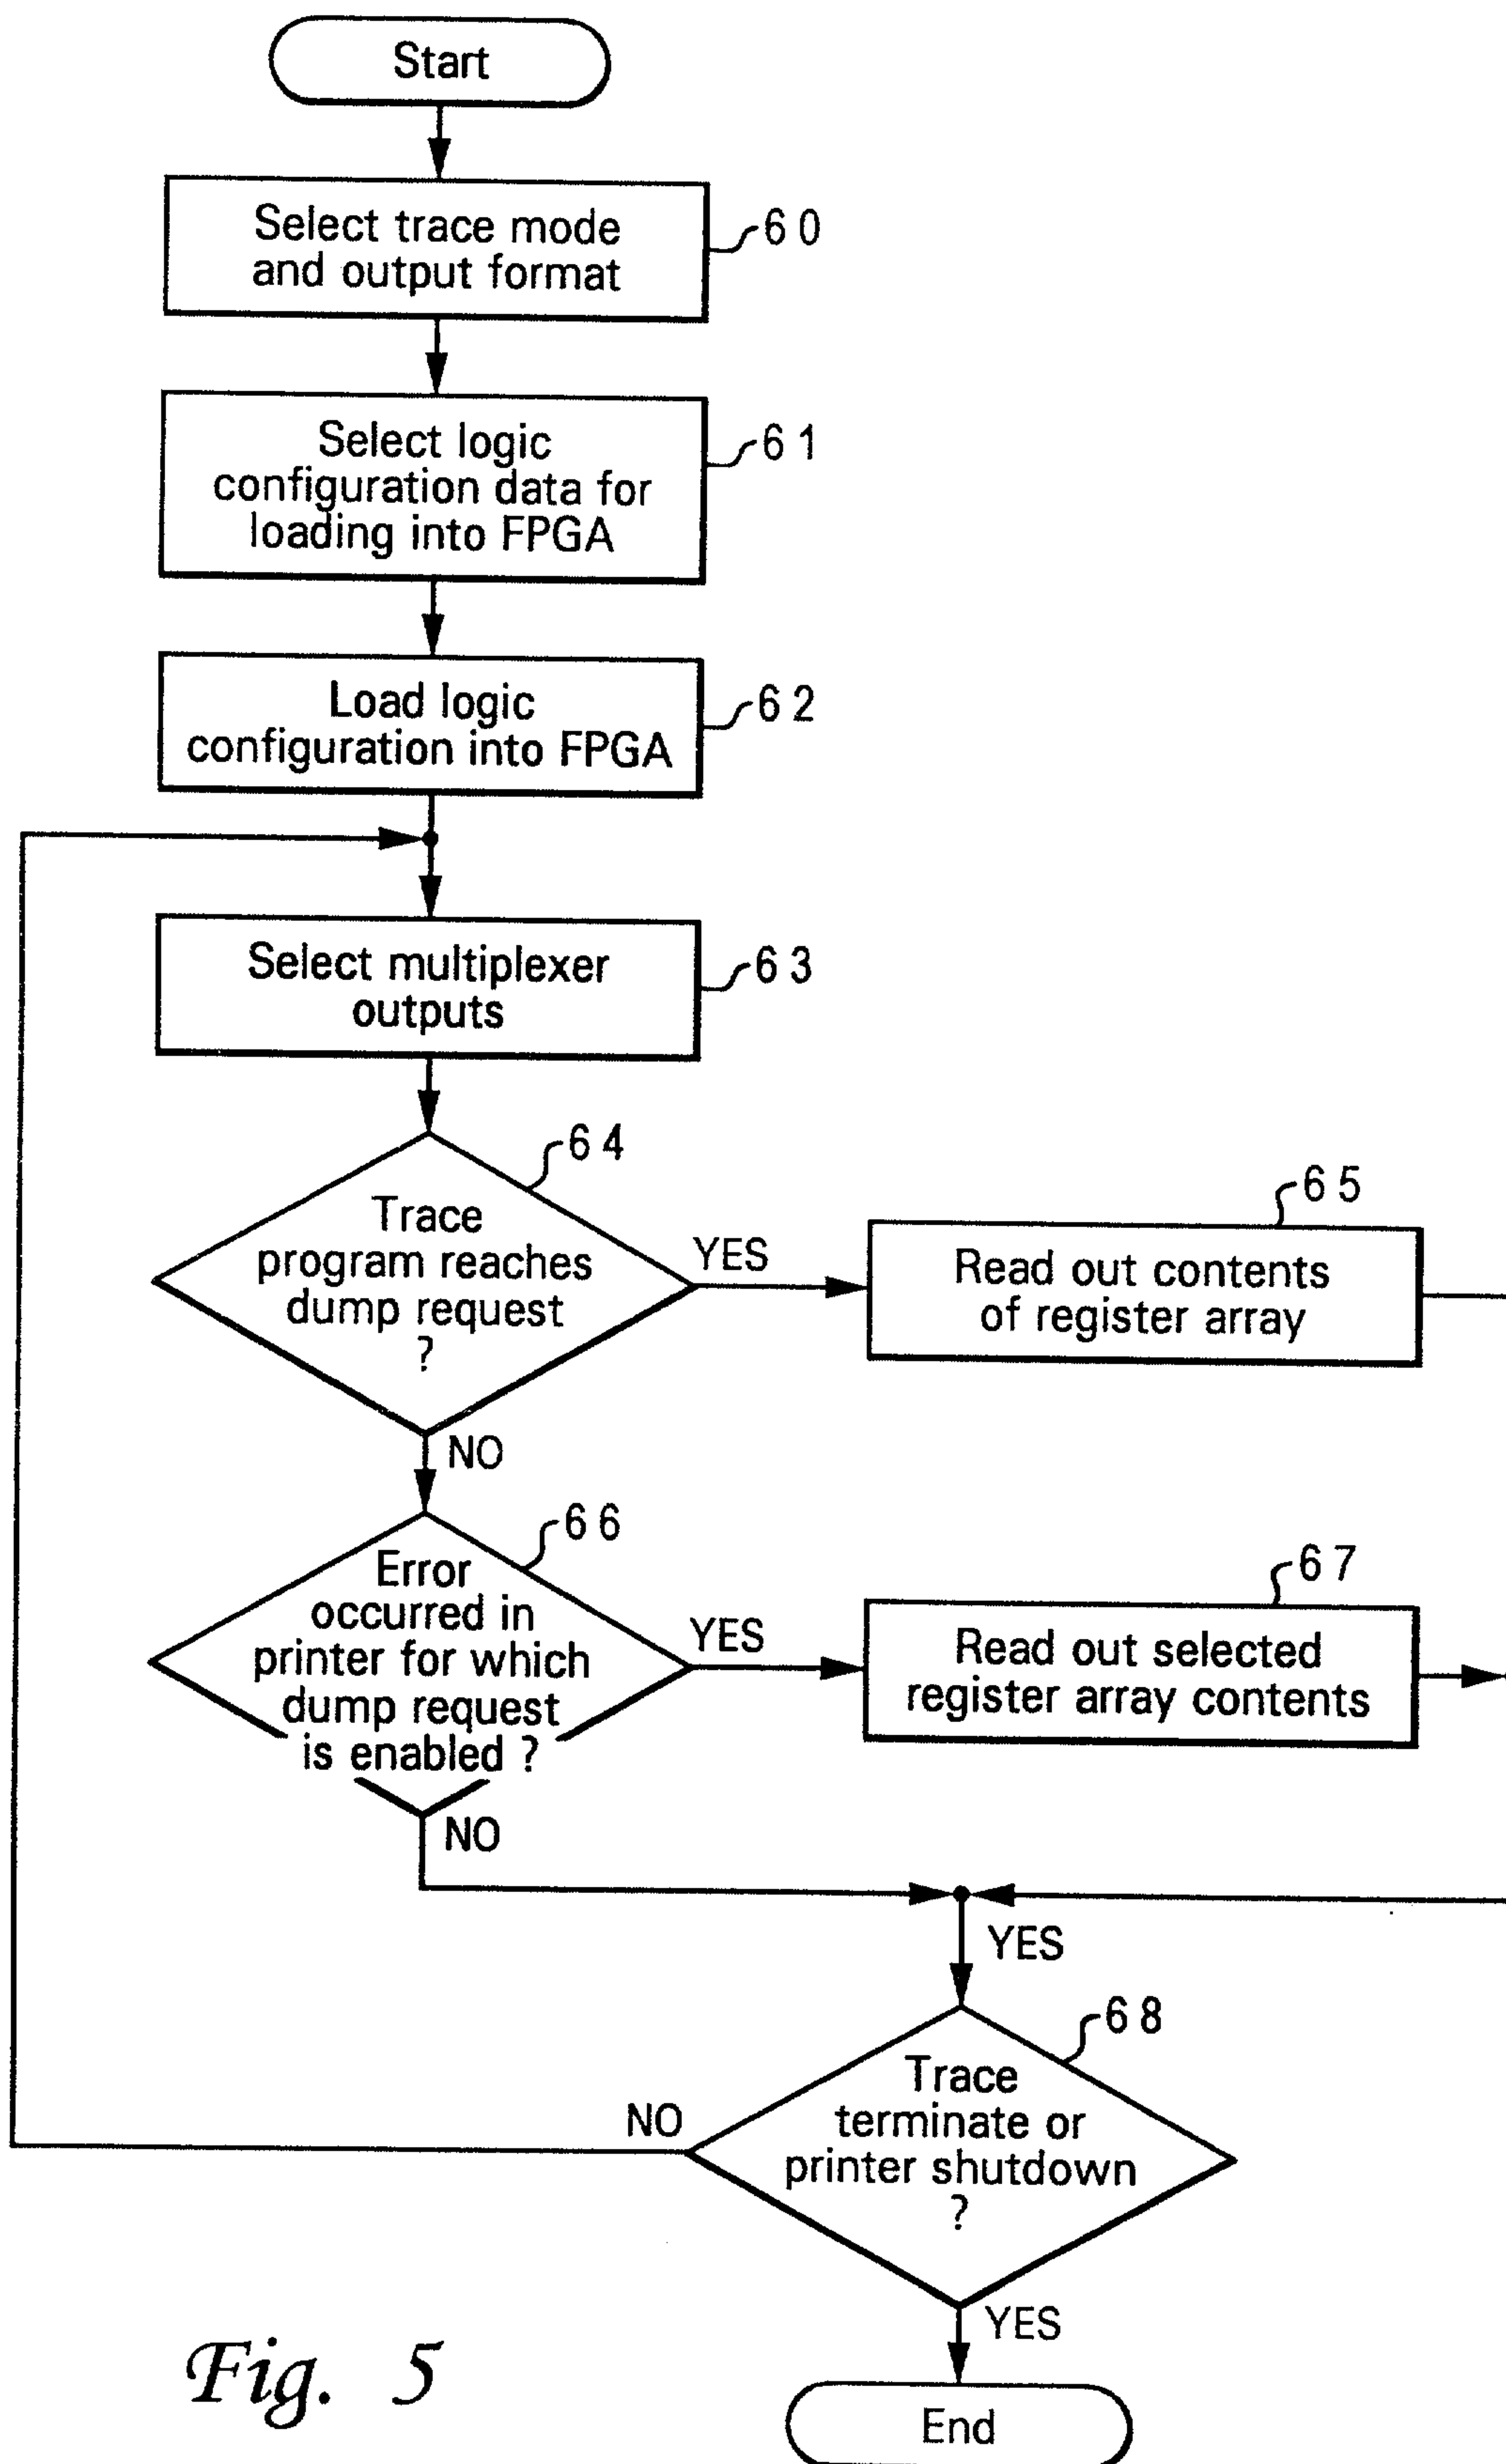 Start
Select trace mode
and output format
60
Select logic
configuration data for
loading into FPGA
61
Load logic
configuration into FPGA
62
Select multiplexer
outputs
63
Trace
program reaches
dump request
?
64
YES
Read out contents
of register array
65
NO
Error
occurred in
printer for which
dump request
is enabled ?
66
YES
Read out selected
register array contents
67
NO
YES
Trace
terminate or
printer shutdown
?
68
NO
YES
End
Fig. 5